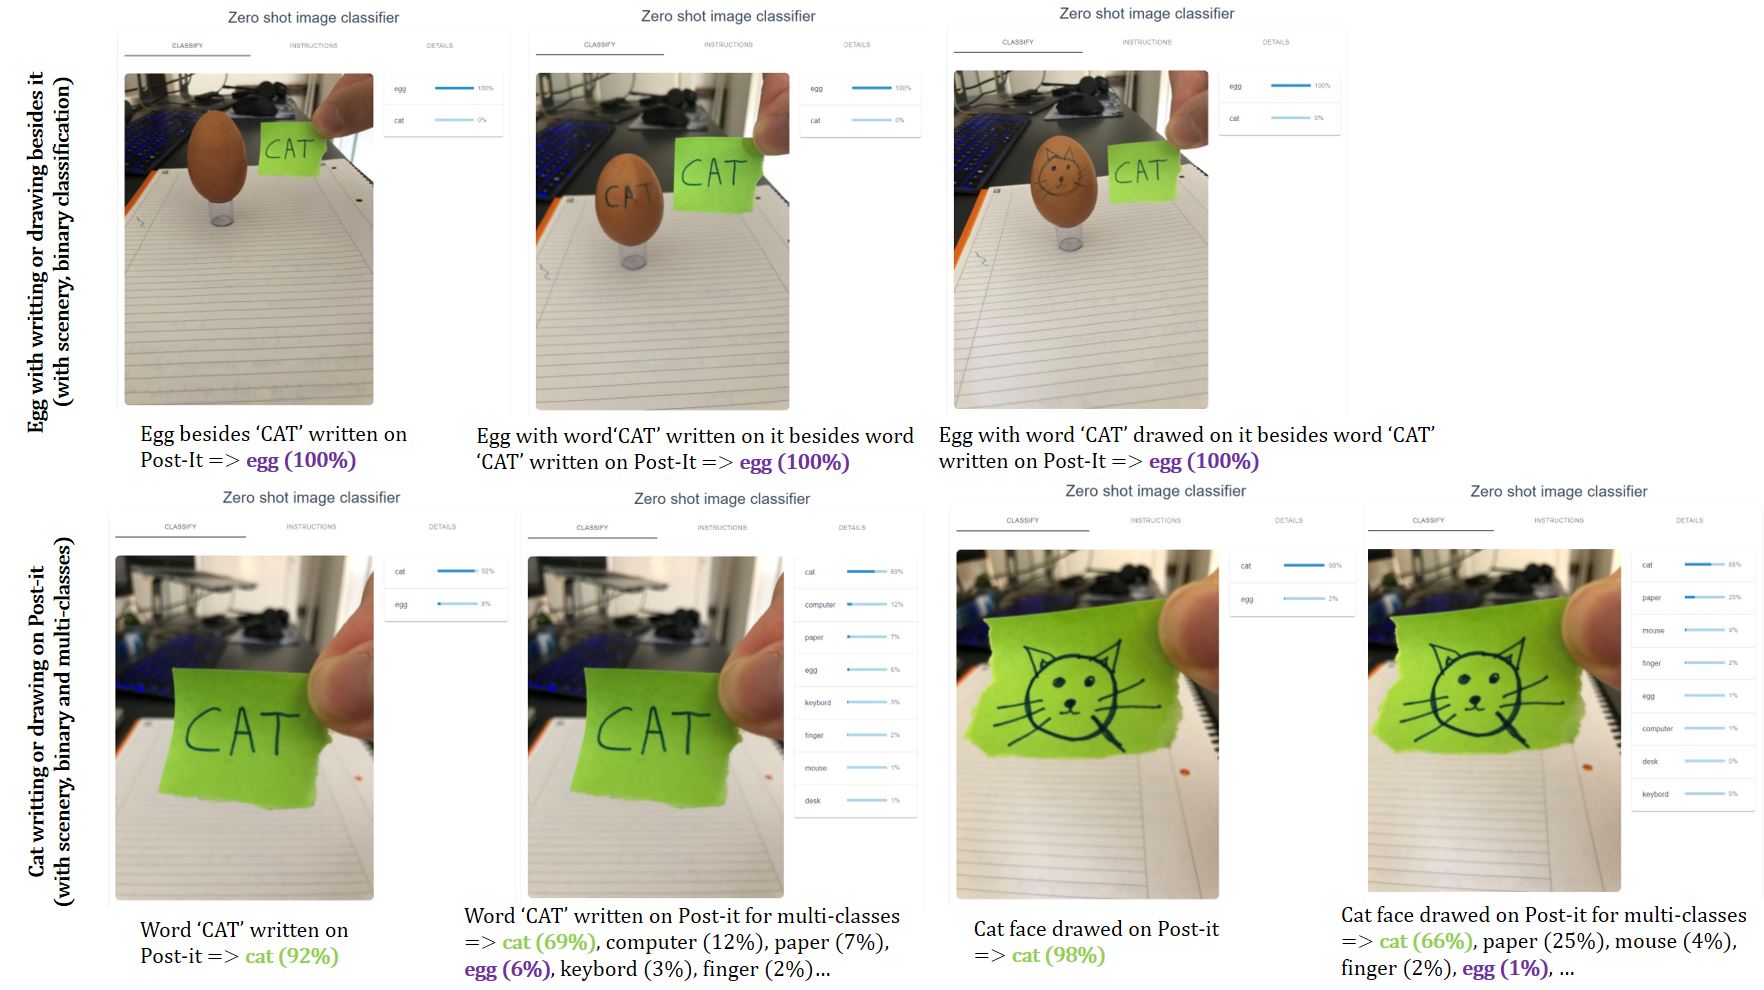 Egg with writting or drawing besides it
(with scenery, binary classification)
Zero shot image classifier
CLASSIFY INSTRUCTIONS DETAILS
egg 100%
cat 0%
CAT
Egg besides ‘CAT’ written on
Post-It => egg (100%)
Zero shot image classifier
CLASSIFY INSTRUCTIONS DETAILS
egg 100%
cat 0%
CAT
CAT
Egg with word‘CAT’ written on it besides word
‘CAT’ written on Post-It => egg (100%)
Zero shot image classifier
CLASSIFY INSTRUCTIONS DETAILS
egg 100%
cat 0%
CAT
Egg with word ‘CAT’ drawed on it besides word ‘CAT’
written on Post-It => egg (100%)
Cat writting or drawing on Post-it
(with scenery, binary and multi-classes)
Zero shot image classifier
CLASSIFY INSTRUCTIONS DETAILS
cat 92%
egg 8%
CAT
Word ‘CAT’ written on
Post-it => cat (92%)
Zero shot image classifier
CLASSIFY INSTRUCTIONS DETAILS
cat 69%
computer 12%
paper 7%
egg 6%
keybord 3%
finger 2%
mouse 1%
desk 1%
CAT
Word ‘CAT’ written on Post-it for multi-classes
=> cat (69%), computer (12%), paper (7%),
egg (6%), keybord (3%), finger (2%)…
Zero shot image classifier
CLASSIFY INSTRUCTIONS DETAILS
cat 98%
egg 2%
Cat face drawed on Post-it
=> cat (98%)
Zero shot image classifier
CLASSIFY INSTRUCTIONS DETAILS
cat 66%
paper 25%
mouse 4%
finger 2%
egg 1%
computer 1%
desk 0%
keybord 0%
Cat face drawed on Post-it for multi-classes
=> cat (66%), paper (25%), mouse (4%),
finger (2%), egg (1%), …